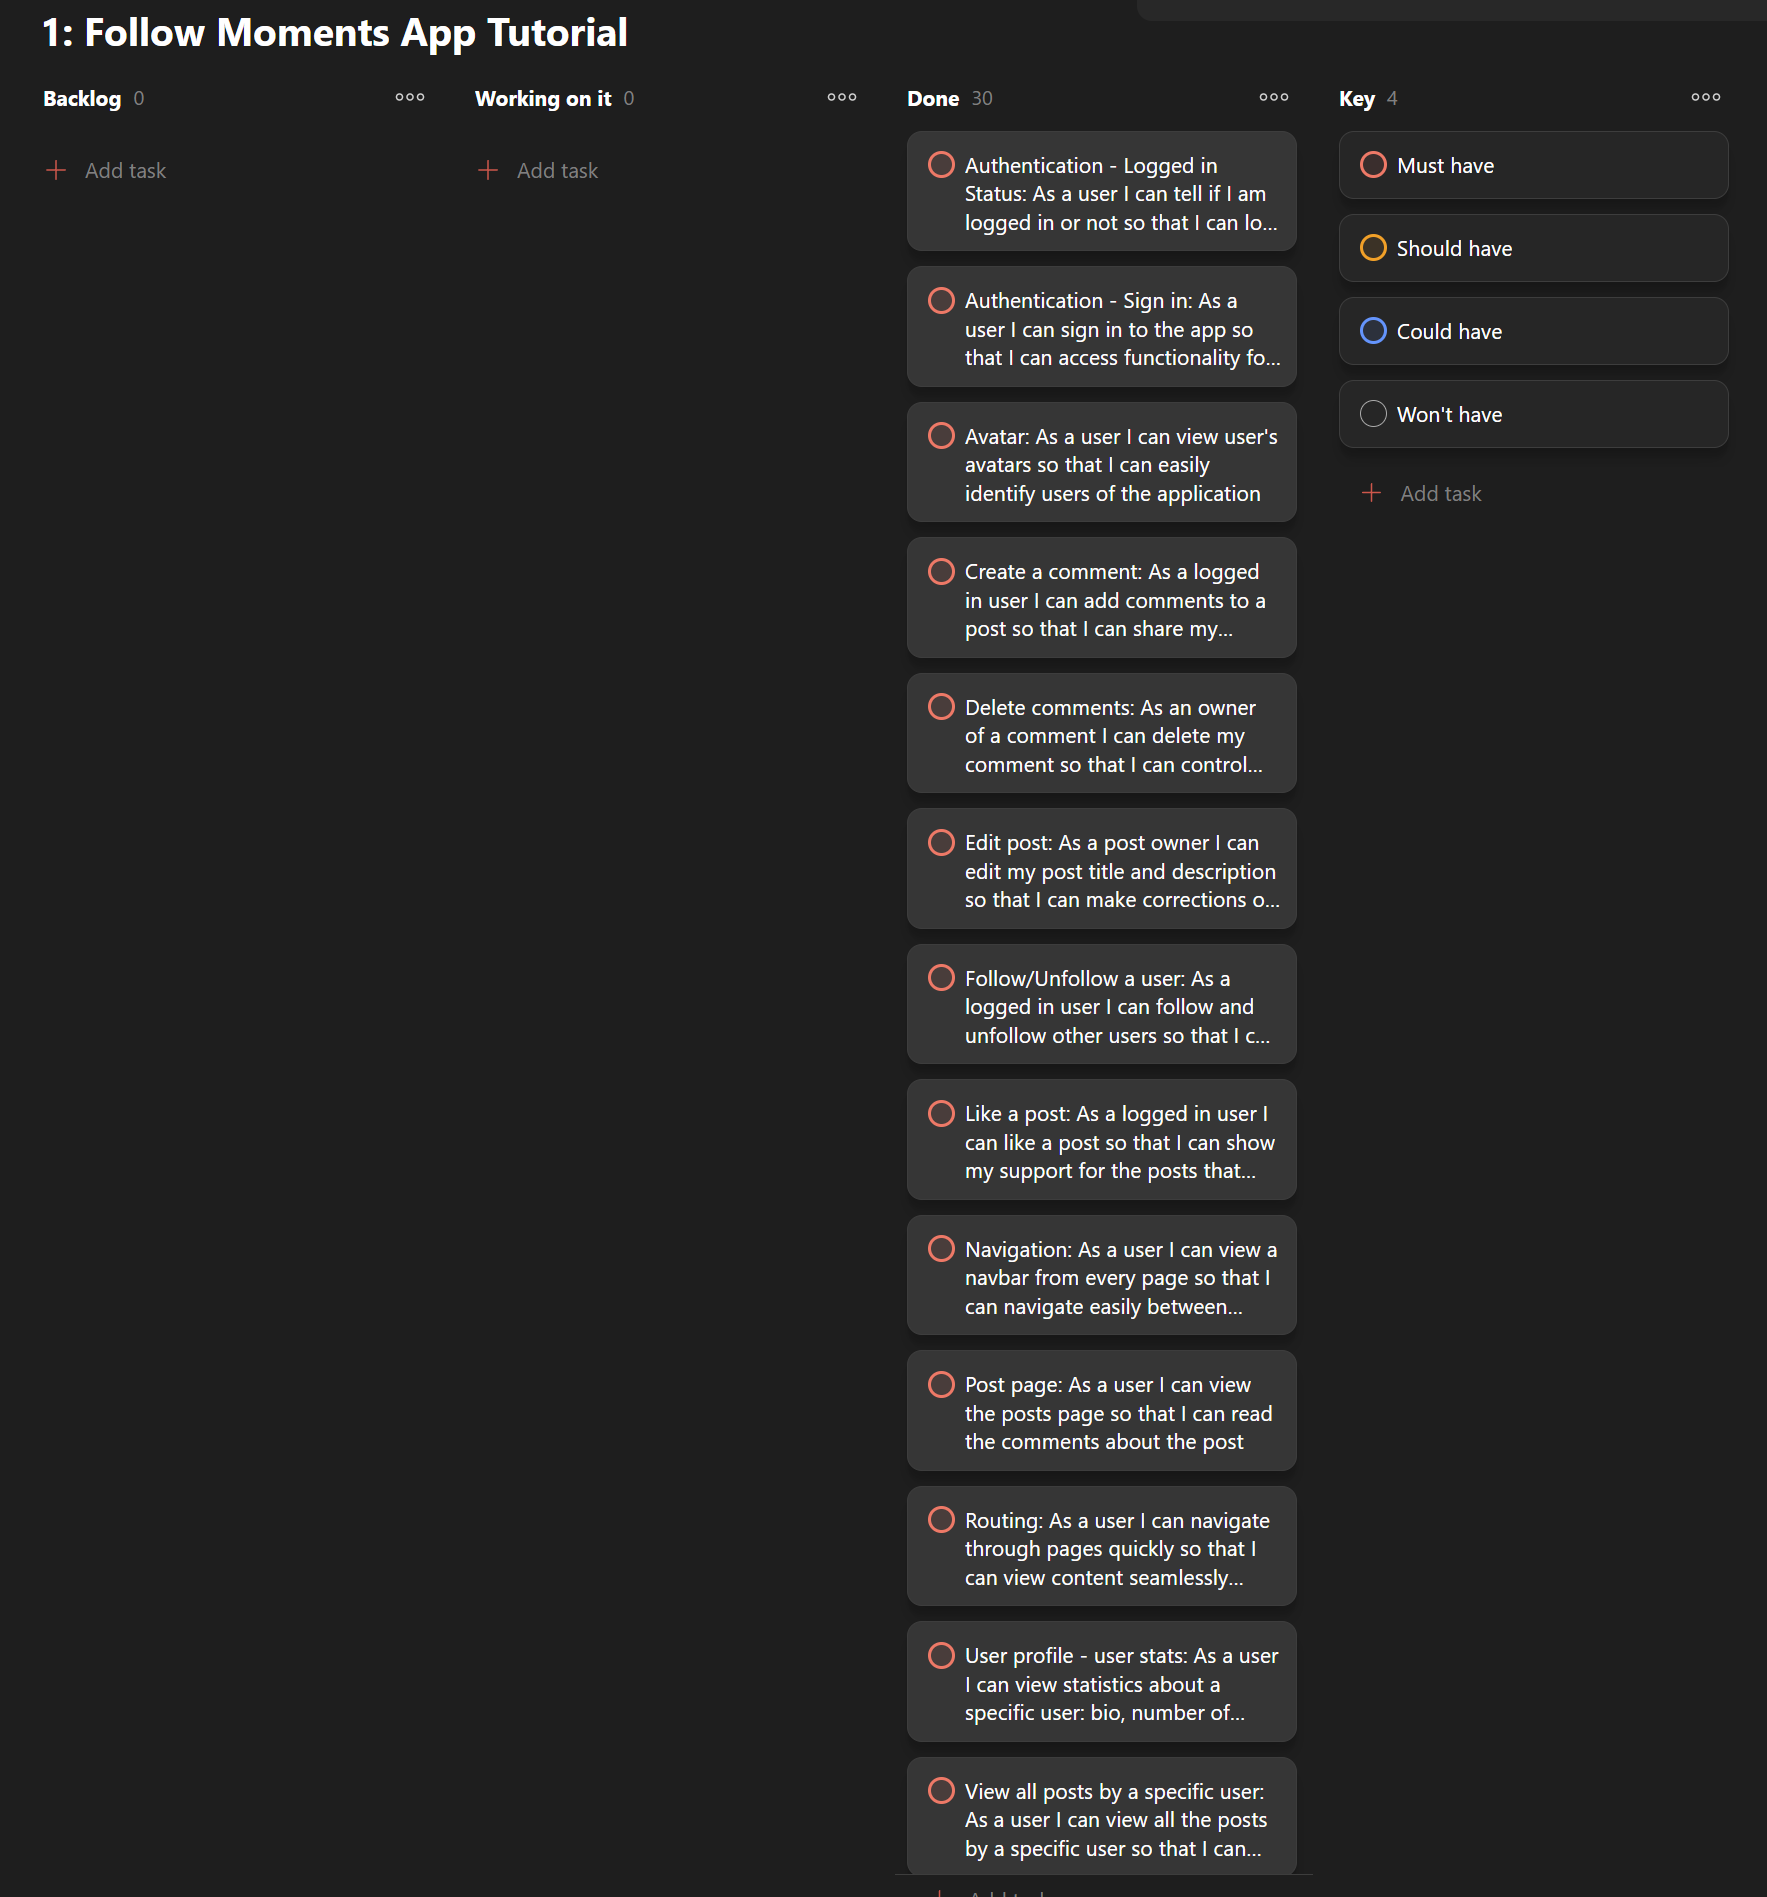 1: Follow Moments App Tutorial
Backlog 0
Add task
Working on it 0
Add task
Done 30
Authentication - Logged in
Status: As a user I can tell if I am
logged in or not so that I can lo...
Authentication - Sign in: As a
user I can sign in to the app so
that I can access functionality fo...
Avatar: As a user I can view user's
avatars so that I can easily
identify users of the application
Create a comment: As a logged
in user I can add comments to a
post so that I can share my...
Delete comments: As an owner
of a comment I can delete my
comment so that I can control...
Edit post: As a post owner I can
edit my post title and description
so that I can make corrections o...
Follow/Unfollow a user: As a
logged in user I can follow and
unfollow other users so that I c...
Like a post: As a logged in user I
can like a post so that I can show
my support for the posts that...
Navigation: As a user I can view a
navbar from every page so that I
can navigate easily between...
Post page: As a user I can view
the posts page so that I can read
the comments about the post
Routing: As a user I can navigate
through pages quickly so that I
can view content seamlessly...
User profile - user stats: As a user
I can view statistics about a
specific user: bio, number of...
View all posts by a specific user:
As a user I can view all the posts
by a specific user so that I can...
Key 4
Must have
Should have
Could have
Won't have
Add task